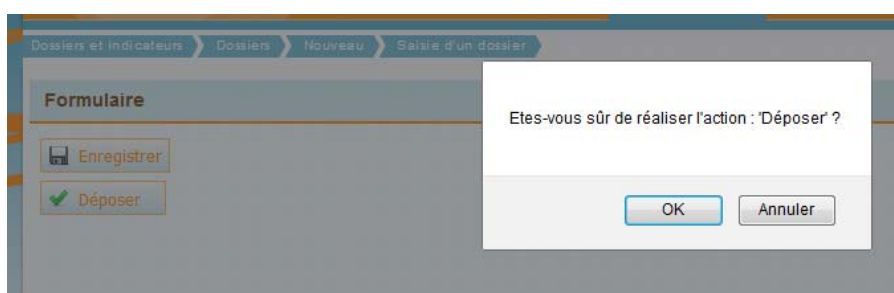 Dossiers et indicateurs Dossiers Nouveau Saisie d'un dossier
Formulaire
Etes-vous sûr de réaliser l'action : 'Déposer' ?
Enregistrer
Déposer
OK Annuler